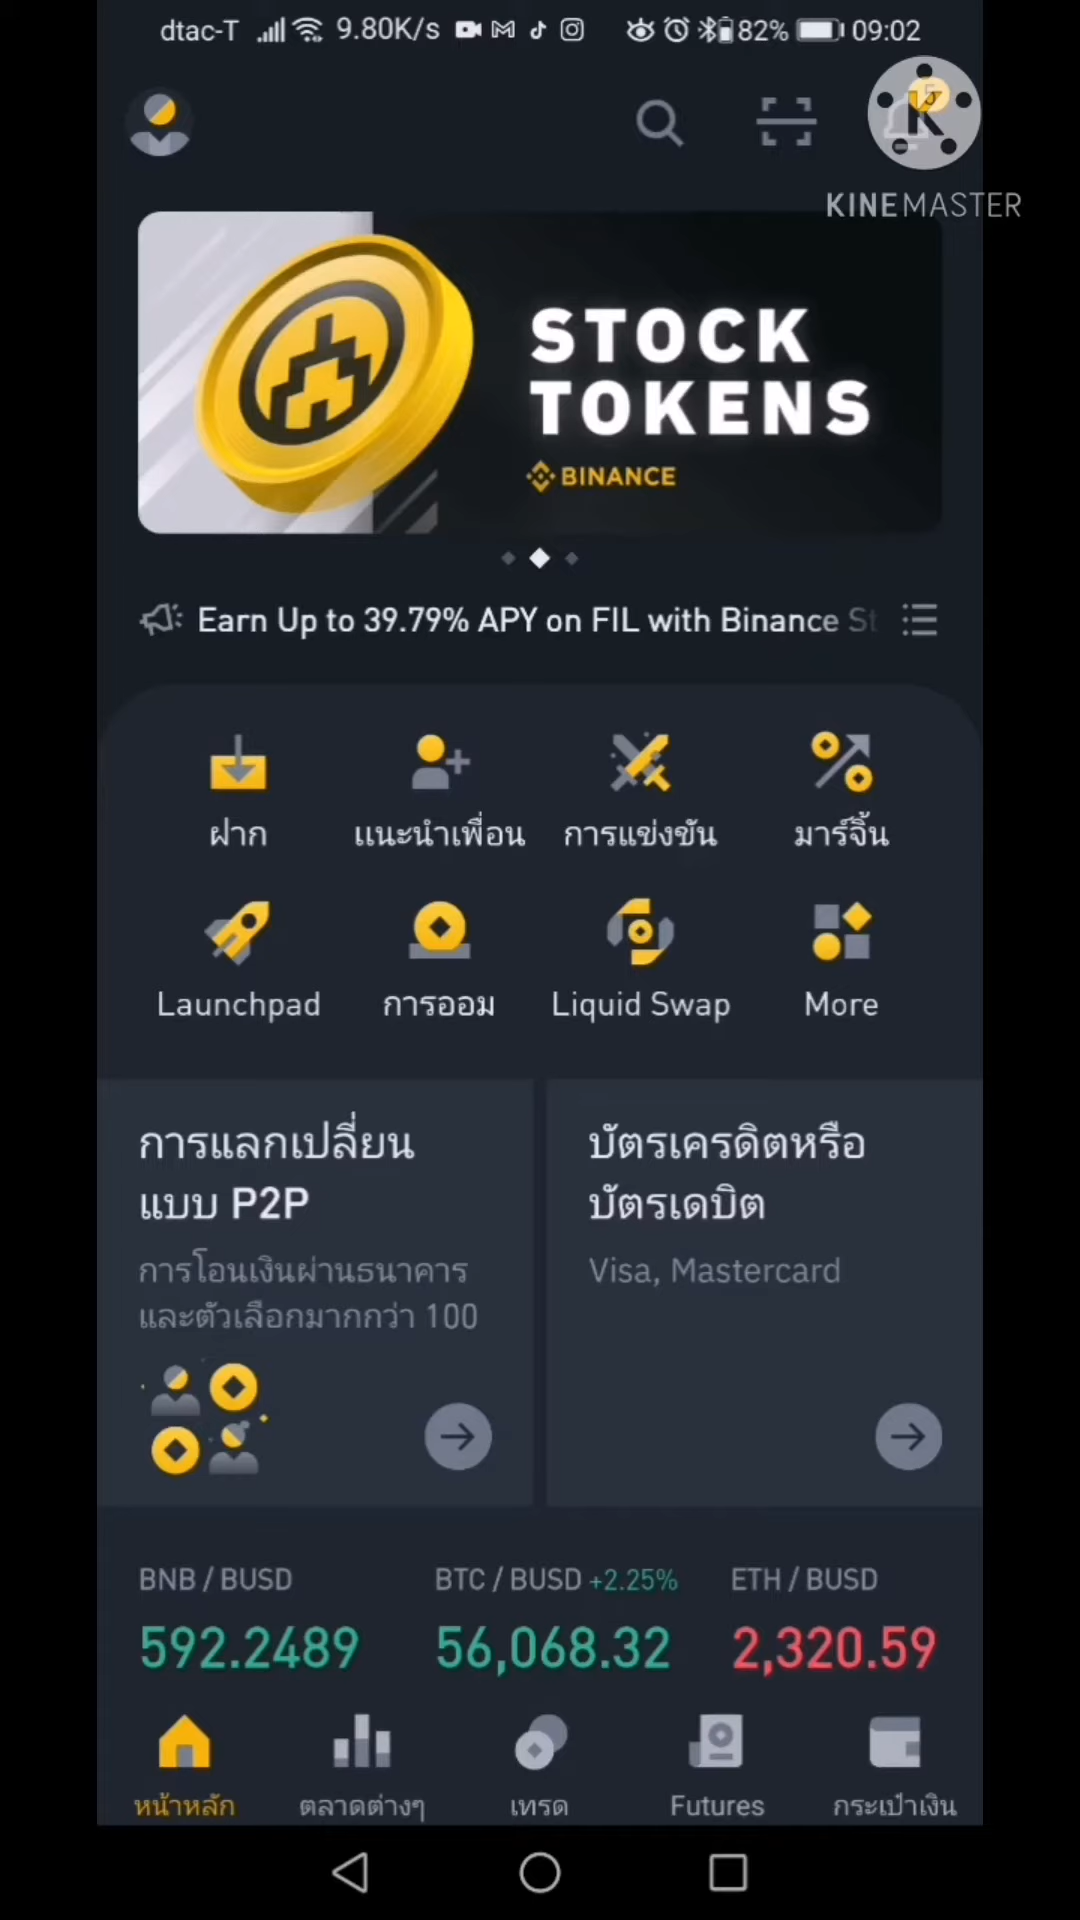 dtac-T 9.80K/s 82% 09:02
KINEMASTER
STOCK
TOKENS
BINANCE
Earn Up to 39.79% APY on FIL with Binance St
ฝาก แนะนำเพื่อน การแข่งขัน มาร์จิ้น
Launchpad การออม Liquid Swap More
การแลกเปลี่ยน
แบบ P2P
การโอนเงินผ่านธนาคาร
และตัวเลือกมากกว่า 100
บัตรเครดิตหรือ
บัตรเดบิต
Visa, Mastercard
BNB / BUSD BTC / BUSD +2.25% ETH / BUSD
592.2489 56,068.32 2,320.59
หน้าหลัก ตลาดต่างๆ เทรด Futures กระเป๋าเงิน